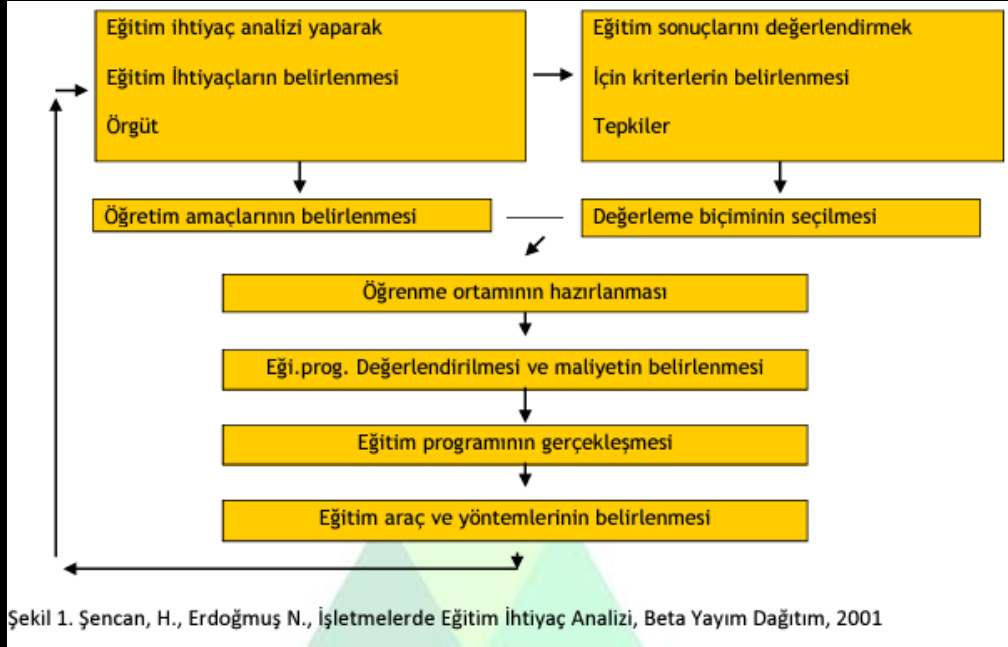 Eğitim ihtiyaç analizi yaparak
Eğitim İhtiyaçların belirlenmesi
Örgüt
Eğitim sonuçlarını değerlendirmek
İçin kriterlerin belirlenmesi
Tepkiler
Öğretim amaçlarının belirlenmesi
Değerleme biçiminin seçilmesi
Öğrenme ortamının hazırlanması
Eği.prog. Değerlendirilmesi ve maliyetin belirlenmesi
Eğitim programının gerçekleşmesi
Eğitim araç ve yöntemlerinin belirlenmesi
Şekil 1. Şencan, H., Erdoğmuş N., İşletmelerde Eğitim İhtiyaç Analizi, Beta Yayım Dağıtım, 2001